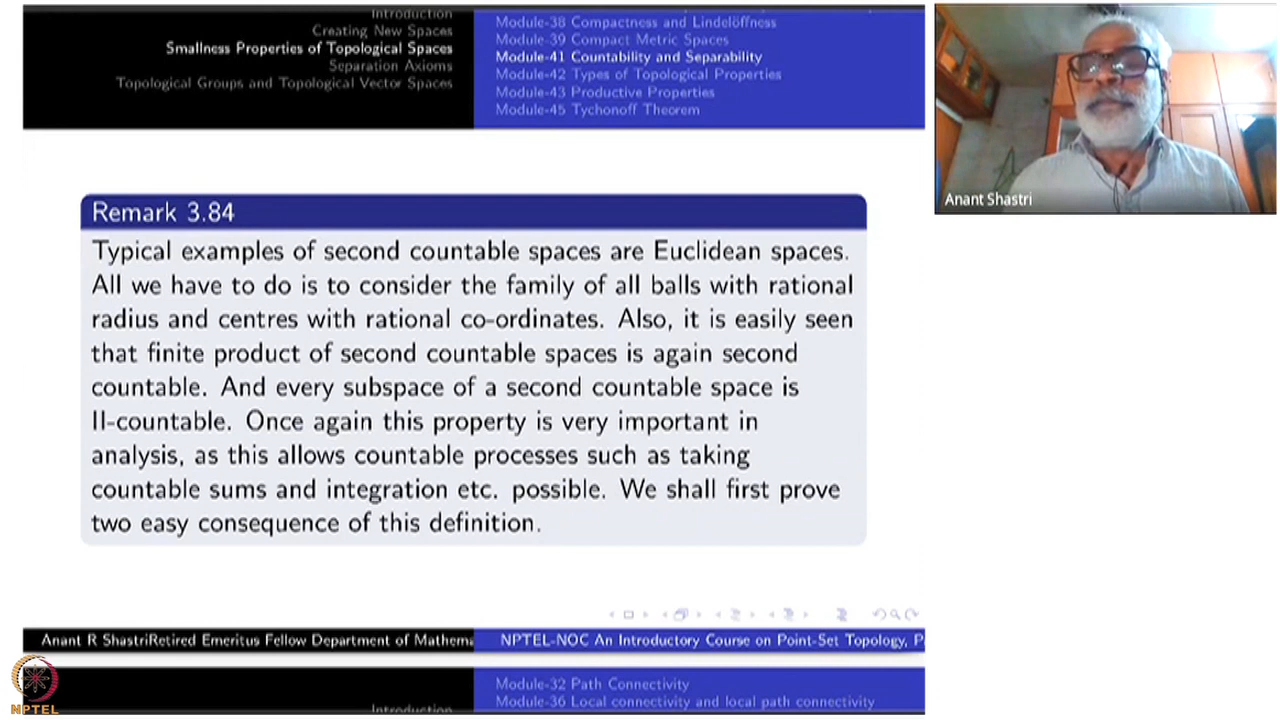 Introduction
Creating New Spaces
Smallness Properties of Topological Spaces
Separation Axioms
Topological Groups and Topological Vector Spaces
Module-38 Compactness and Lindelöffness
Module-39 Compact Metric Spaces
Module-41 Countability and Separability
Module-42 Types of Topological Properties
Module-43 Productive Properties
Module-45 Tychonoff Theorem
Anant Shastri
Remark 3.84
Typical examples of second countable spaces are Euclidean spaces.
All we have to do is to consider the family of all balls with rational
radius and centres with rational co-ordinates. Also, it is easily seen
that finite product of second countable spaces is again second
countable. And every subspace of a second countable space is
II-countable. Once again this property is very important in
analysis, as this allows countable processes such as taking
countable sums and integration etc. possible. We shall first prove
two easy consequence of this definition.
Anant R ShastriRetired Emeritus Fellow Department of Mathema
NPTEL-NOC An Introductory Course on Point-Set Topology, P
Introduction
Module-32 Path Connectivity
Module-36 Local connectivity and local path connectivity
NPTEL